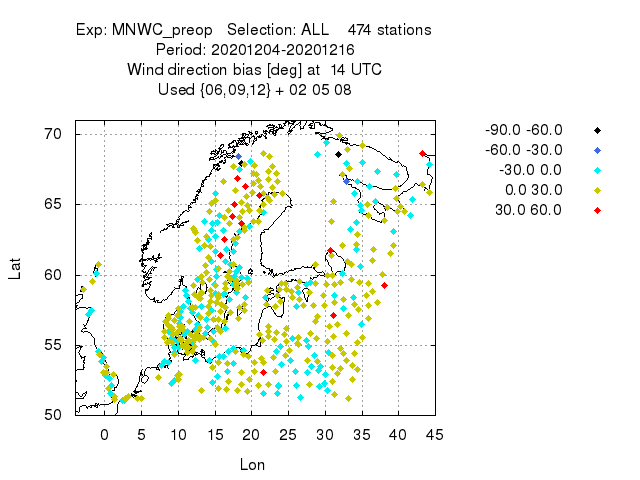 Exp: MNWC_preop   Selection: ALL    474 stations
Period: 20201204-20201216
Wind direction bias [deg] at  14 UTC
Used {06,09,12} + 02 05 08
-90.0 -60.0
-60.0 -30.0
-30.0 0.0
0.0 30.0
30.0 60.0
70
65
60
55
50
Lat
0 5 10 15 20 25 30 35 40 45
Lon